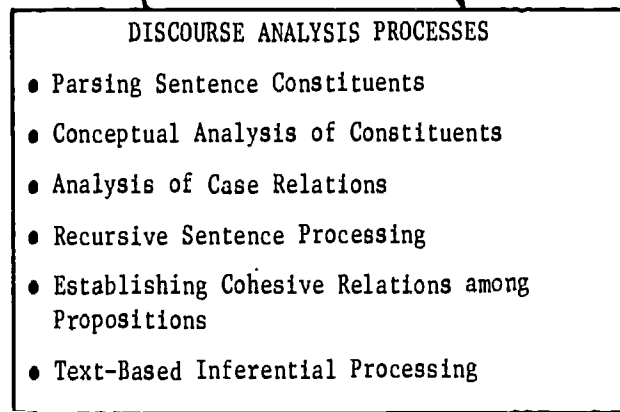 DISCOURSE ANALYSIS PROCESSES
● Parsing Sentence Constituents
● Conceptual Analysis of Constituents
● Analysis of Case Relations
● Recursive Sentence Processing
● Establishing Cohesive Relations among
Propositions
● Text-Based Inferential Processing